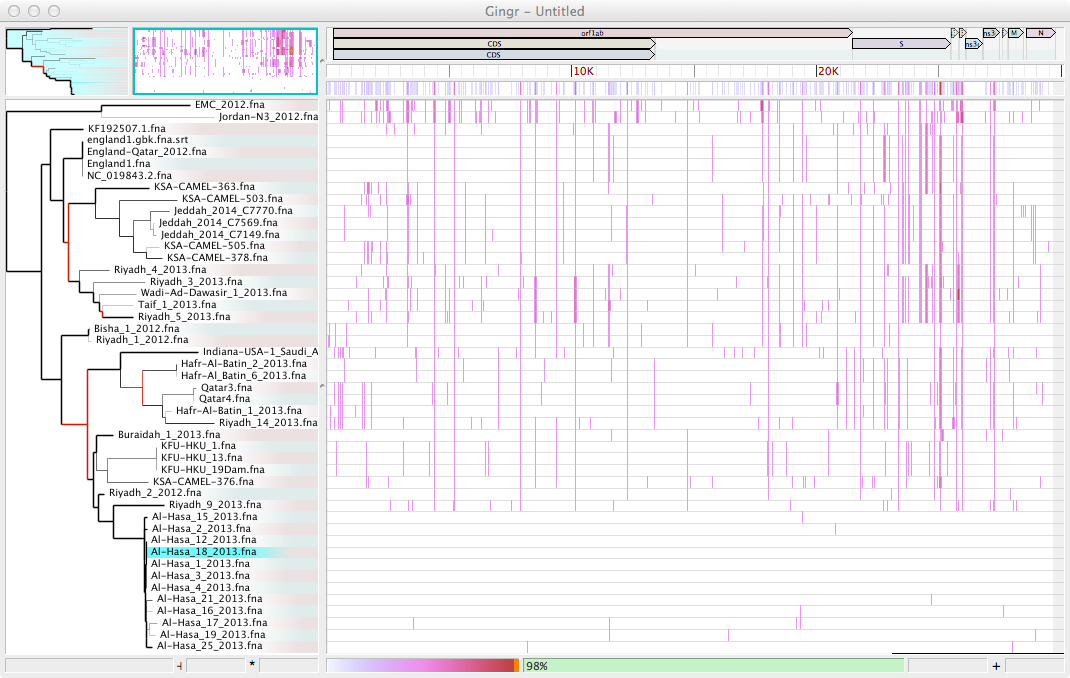 Gingr - Untitled
orf1ab
ns3
M
N
CDS
S
ns3
CDS
10K
20K
EMC_2012.fna
Jordan-N3_2012.fna
KF192507.1.fna
england1.gbk.fna.srt
England-Qatar_2012.fna
England1.fna
NC_019843.2.fna
KSA-CAMEL-363.fna
KSA-CAMEL-503.fna
Jeddah_2014_C7770.fna
Jeddah_2014_C7569.fna
Jeddah_2014_C7149.fna
KSA-CAMEL-505.fna
KSA-CAMEL-378.fna
Riyadh_4_2013.fna
Riyadh_3_2013.fna
Wadi-Ad-Dawasir_1_2013.fna
Taif_1_2013.fna
Riyadh_5_2013.fna
Bisha_1_2012.fna
Riyadh_1_2012.fna
Indiana-USA-1_Saudi_A
Hafr-Al-Batin_2_2013.fna
Hafr-Al_Batin_6_2013.fna
Qatar3.fna
Qatar4.fna
Hafr-Al-Batin_1_2013.fna
Riyadh_14_2013.fna
Buraidah_1_2013.fna
KFU-HKU_1.fna
KFU-HKU_13.fna
KFU-HKU_19Dam.fna
KSA-CAMEL-376.fna
Riyadh_2_2012.fna
Riyadh_9_2013.fna
Al-Hasa_15_2013.fna
Al-Hasa_2_2013.fna
Al-Hasa_12_2013.fna
Al-Hasa_18_2013.fna
Al-Hasa_1_2013.fna
Al-Hasa_3_2013.fna
Al-Hasa_4_2013.fna
Al-Hasa_21_2013.fna
Al-Hasa_16_2013.fna
Al-Hasa_17_2013.fna
Al-Hasa_19_2013.fna
Al-Hasa_25_2013.fna
*
98%
+